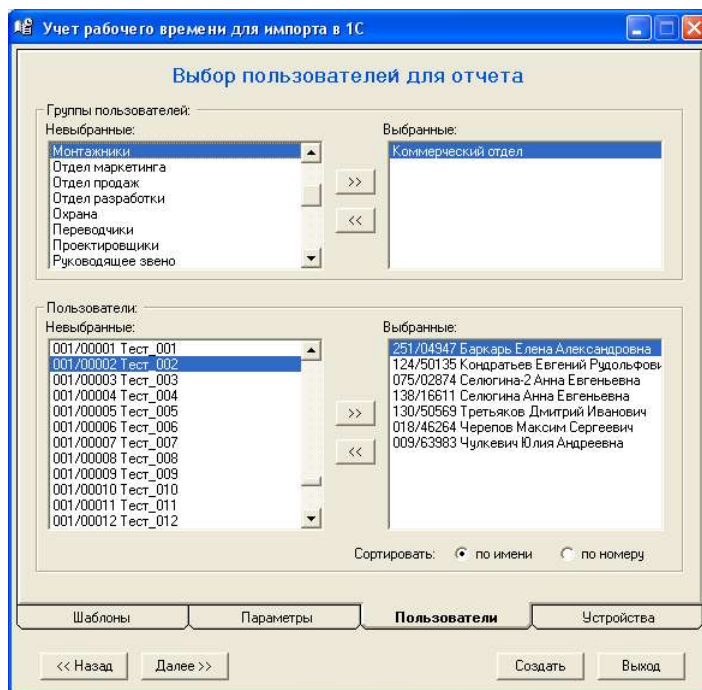 Учет рабочего времени для импорта в 1С
Выбор пользователей для отчета
Группы пользователей:
Невыбранные:
Монтажники
Отдел маркетинга
Отдел продаж
Отдел разработки
Охрана
Переводчики
Проектировщики
Руководящее звено
>>
<<
Выбранные:
Коммерческий отдел
Пользователи:
Невыбранные:
001/00001 Тест_001
001/00002 Тест_002
001/00003 Тест_003
001/00004 Тест_004
001/00005 Тест_005
001/00006 Тест_006
001/00007 Тест_007
001/00008 Тест_008
001/00009 Тест_009
001/00010 Тест_010
001/00011 Тест_011
001/00012 Тест_012
>>
<<
Выбранные:
251/04947 Баркарь Елена Александровна
124/50135 Кондратьев Евгений Рудольфови
075/02874 Селюгина-2 Анна Евгеньевна
138/16611 Селюгина Анна Евгеньевна
130/50569 Третьяков Дмитрий Иванович
018/46264 Черепов Максим Сергеевич
009/63983 Чулкевич Юлия Андреевна
Сортировать: по имени по номеру
Шаблоны Параметры Пользователи Устройства
<< Назад Далее >> Создать Выход